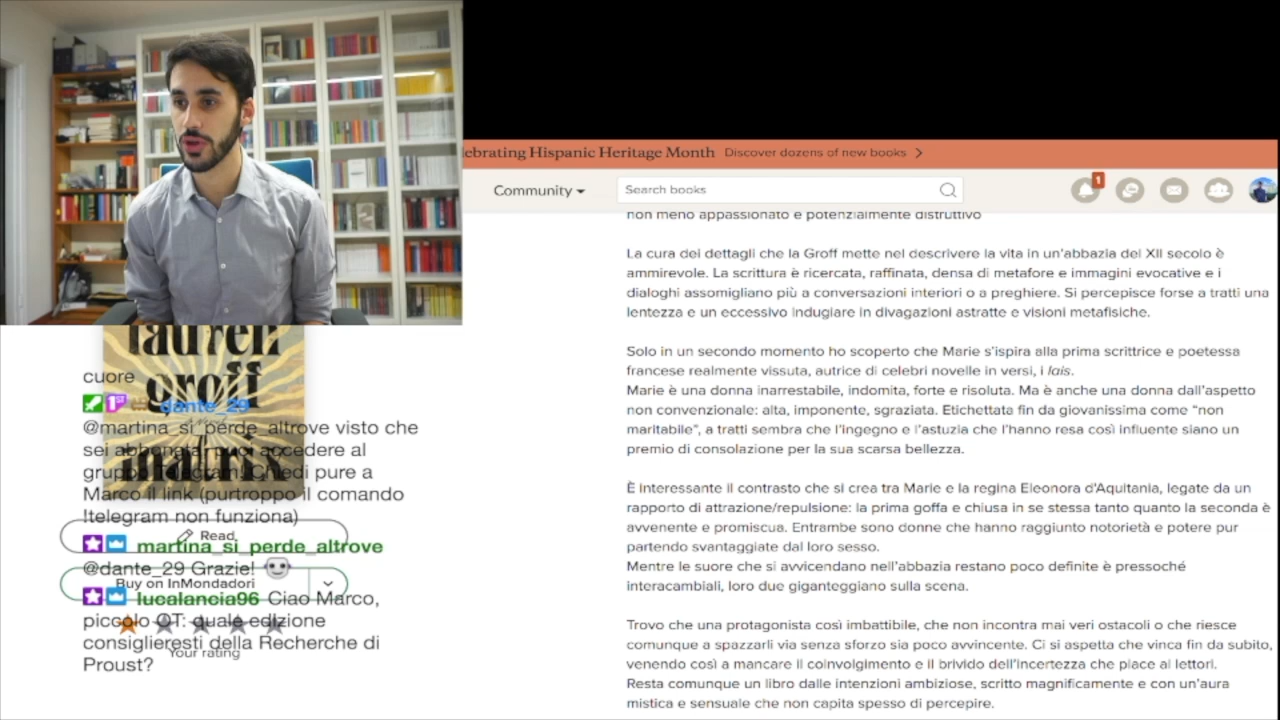 lebrating Hispanic Heritage Month Discover dozens of new books
Community
Search books
1
non meno appassionato e potenzialmente distruttivo
La cura dei dettagli che la Groff mette nel descrivere la vita in un'abbazia del XII secolo è
ammirevole. La scrittura è ricercata, raffinata, densa di metafore e immagini evocative e i
dialoghi assomigliano più a conversazioni interiori o a preghiere. Si percepisce forse a tratti una
lentezza e un eccessivo indugiare in divagazioni astratte e visioni metafisiche.
Solo in un secondo momento ho scoperto che Marie s'ispira alla prima scrittrice e poetessa
francese realmente vissuta, autrice di celebri novelle in versi, i lais.
Marie è una donna inarrestabile, indomita, forte e risoluta. Ma è anche una donna dall'aspetto
non convenzionale: alta, imponente, sgraziata. Etichettata fin da giovanissima come "non
maritabile", a tratti sembra che l'ingegno e l'astuzia che l'hanno resa così influente siano un
premio di consolazione per la sua scarsa bellezza.
È interessante il contrasto che si crea tra Marie e la regina Eleonora d'Aquitania, legate da un
rapporto di attrazione/repulsione: la prima goffa e chiusa in se stessa tanto quanto la seconda è
avvenente e promiscua. Entrambe sono donne che hanno raggiunto notorietà e potere pur
partendo svantaggiate dal loro sesso.
Mentre le suore che si avvicendano nell'abbazia restano poco definite e pressoché
interacambiali, loro due giganteggiano sulla scena.
Trovo che una protagonista così imbattibile, che non incontra mai veri ostacoli o che riesce
comunque a spazzarli via senza sforzo sia poco avvincente. Ci si aspetta che vinca fin da subito,
venendo così a mancare il coinvolgimento e il brivido dell'incertezza che piace ai lettori.
Resta comunque un libro dalle intenzioni ambiziose, scritto magnificamente e con un'aura
mistica e sensuale che non capita spesso di percepire.
lauren
groff
matrix
cuore
1ST dante_29
@martina_si_perde_altrove visto che
sei abbonata, puoi accedere al
gruppo Telegram! Chiedi pure a
Marco il link (purtroppo il comando
!telegram non funziona)
Read
martina_si_perde_altrove
@dante_29 Grazie!
Buy on InMondadori
lucalancia96 Ciao Marco,
piccolo OT: quale edizione
consiglieresti della Recherche di
Proust?
Your rating